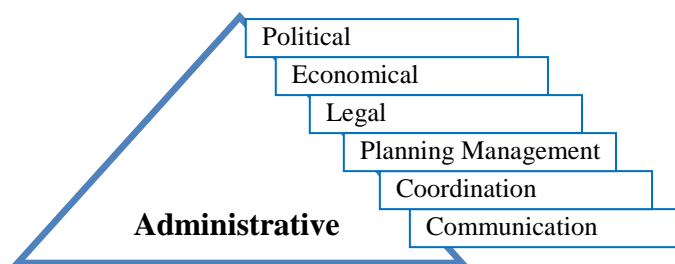 Political
Economical
Legal
Planning Management
Coordination
Administrative
Communication